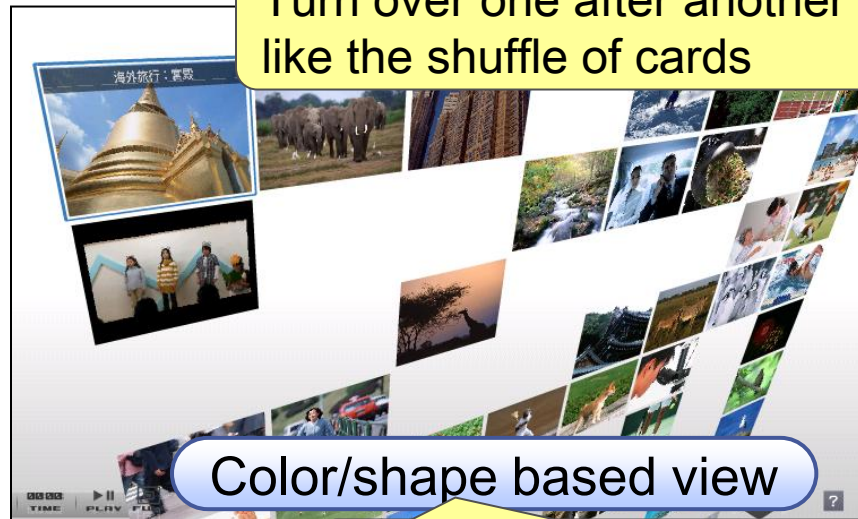 Turn over one after another
like the shuffle of cards
海外旅行：宮殿
Color/shape based view
TIME
PLAY
?